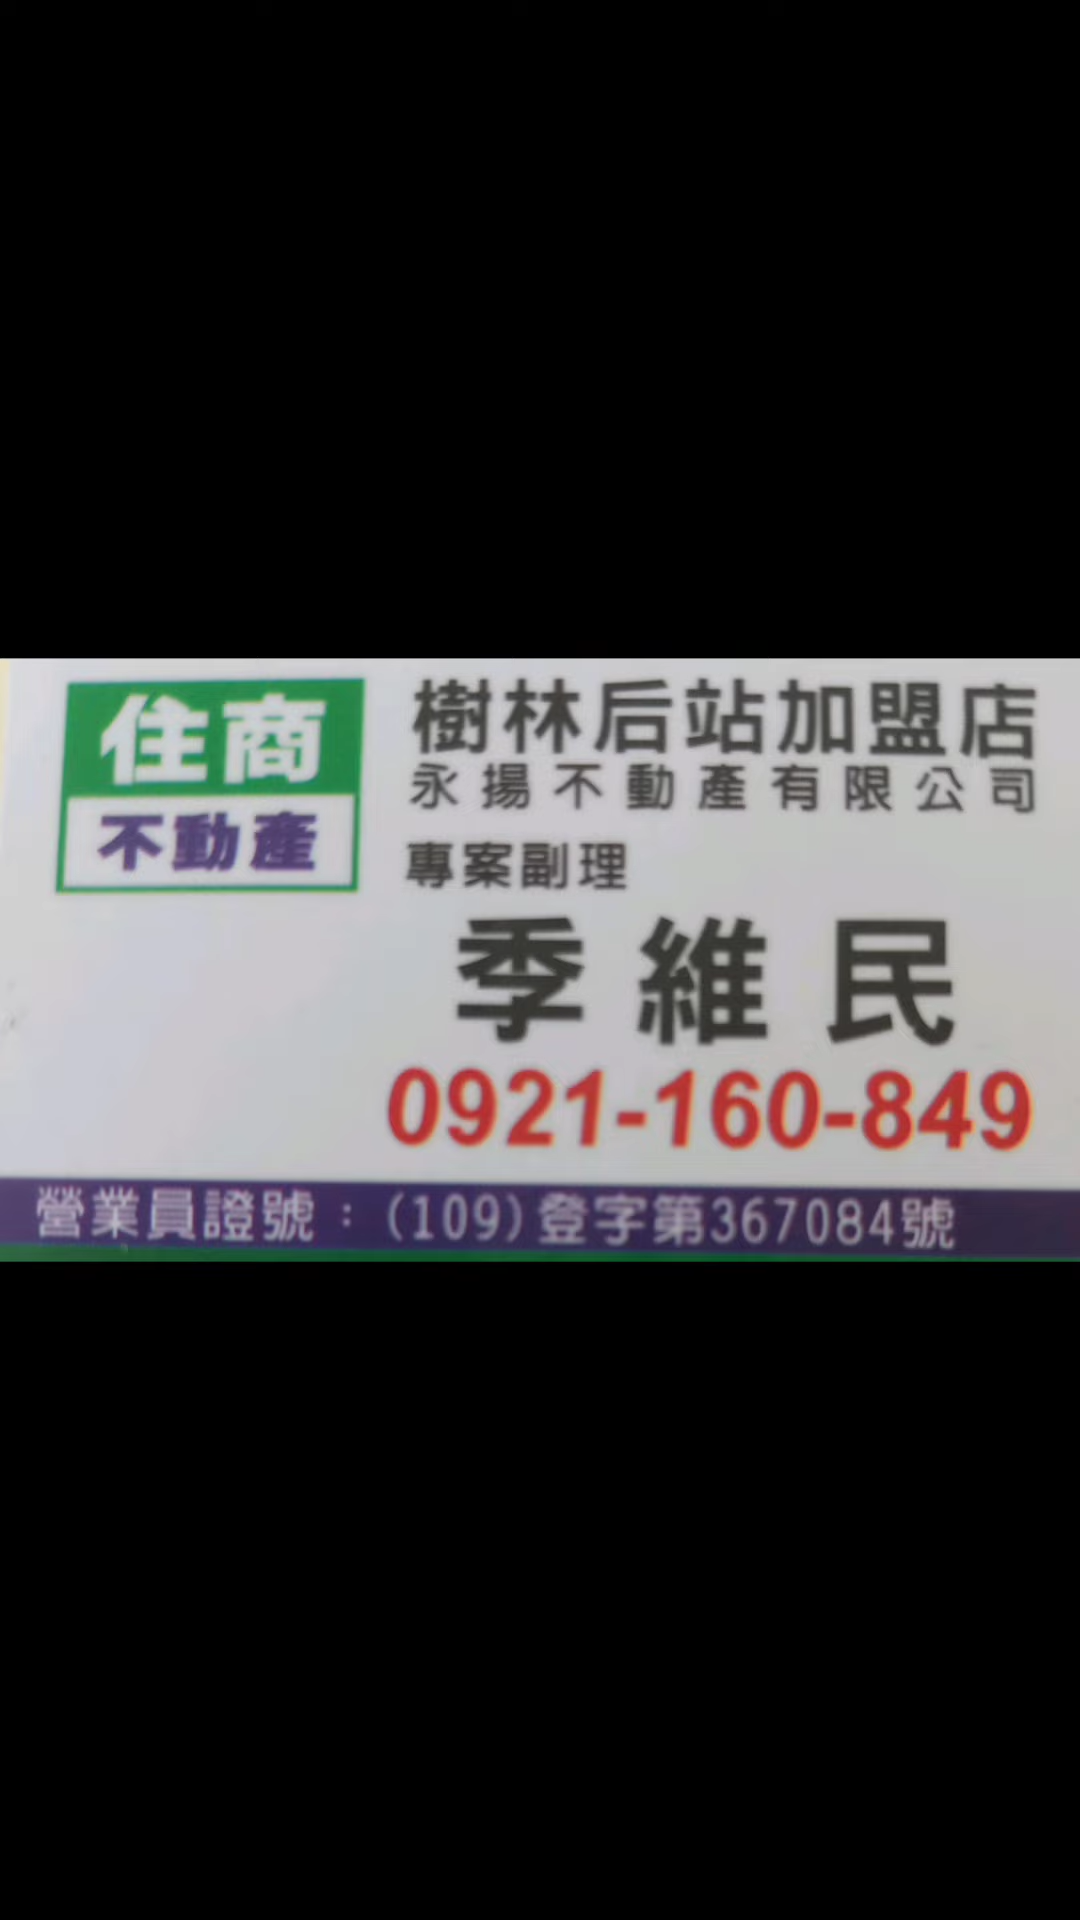 住商
不動產
樹林后站加盟店
永揚不動產有限公司
專案副理
季維民
0921-160-849
營業員證號：(109)登字第367084號